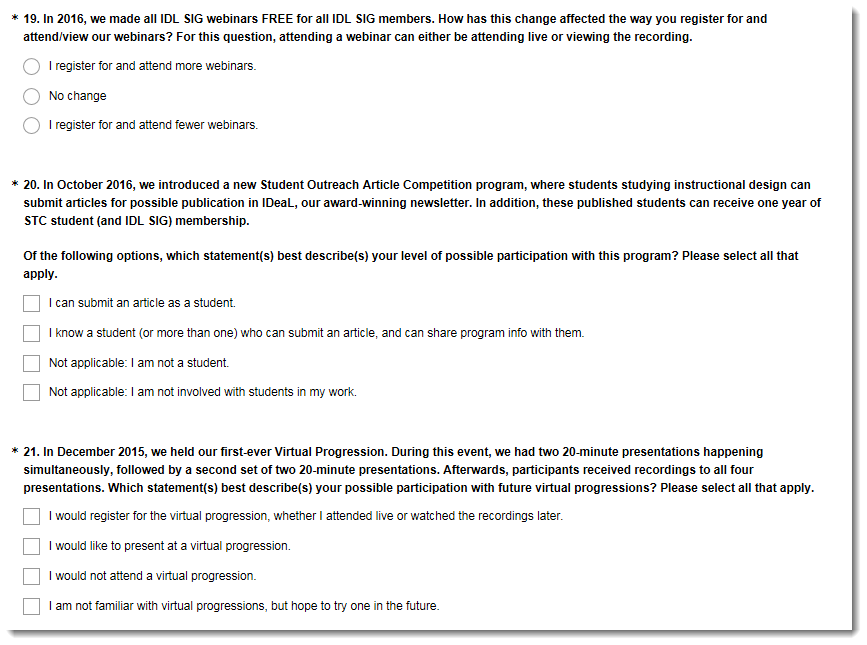 * 19. In 2016, we made all IDL SIG webinars FREE for all IDL SIG members. How has this change affected the way you register for and
attend/view our webinars? For this question, attending a webinar can either be attending live or viewing the recording.
I register for and attend more webinars.
No change
I register for and attend fewer webinars.
* 20. In October 2016, we introduced a new Student Outreach Article Competition program, where students studying instructional design can
submit articles for possible publication in IDeaL, our award-winning newsletter. In addition, these published students can receive one year of
STC student (and IDL SIG) membership.
Of the following options, which statement(s) best describe(s) your level of possible participation with this program? Please select all that
apply.
I can submit an article as a student.
I know a student (or more than one) who can submit an article, and can share program info with them.
Not applicable: I am not a student.
Not applicable: I am not involved with students in my work.
* 21. In December 2015, we held our first-ever Virtual Progression. During this event, we had two 20-minute presentations happening
simultaneously, followed by a second set of two 20-minute presentations. Afterwards, participants received recordings to all four
presentations. Which statement(s) best describe(s) your possible participation with future virtual progressions? Please select all that apply.
I would register for the virtual progression, whether I attended live or watched the recordings later.
I would like to present at a virtual progression.
I would not attend a virtual progression.
I am not familiar with virtual progressions, but hope to try one in the future.